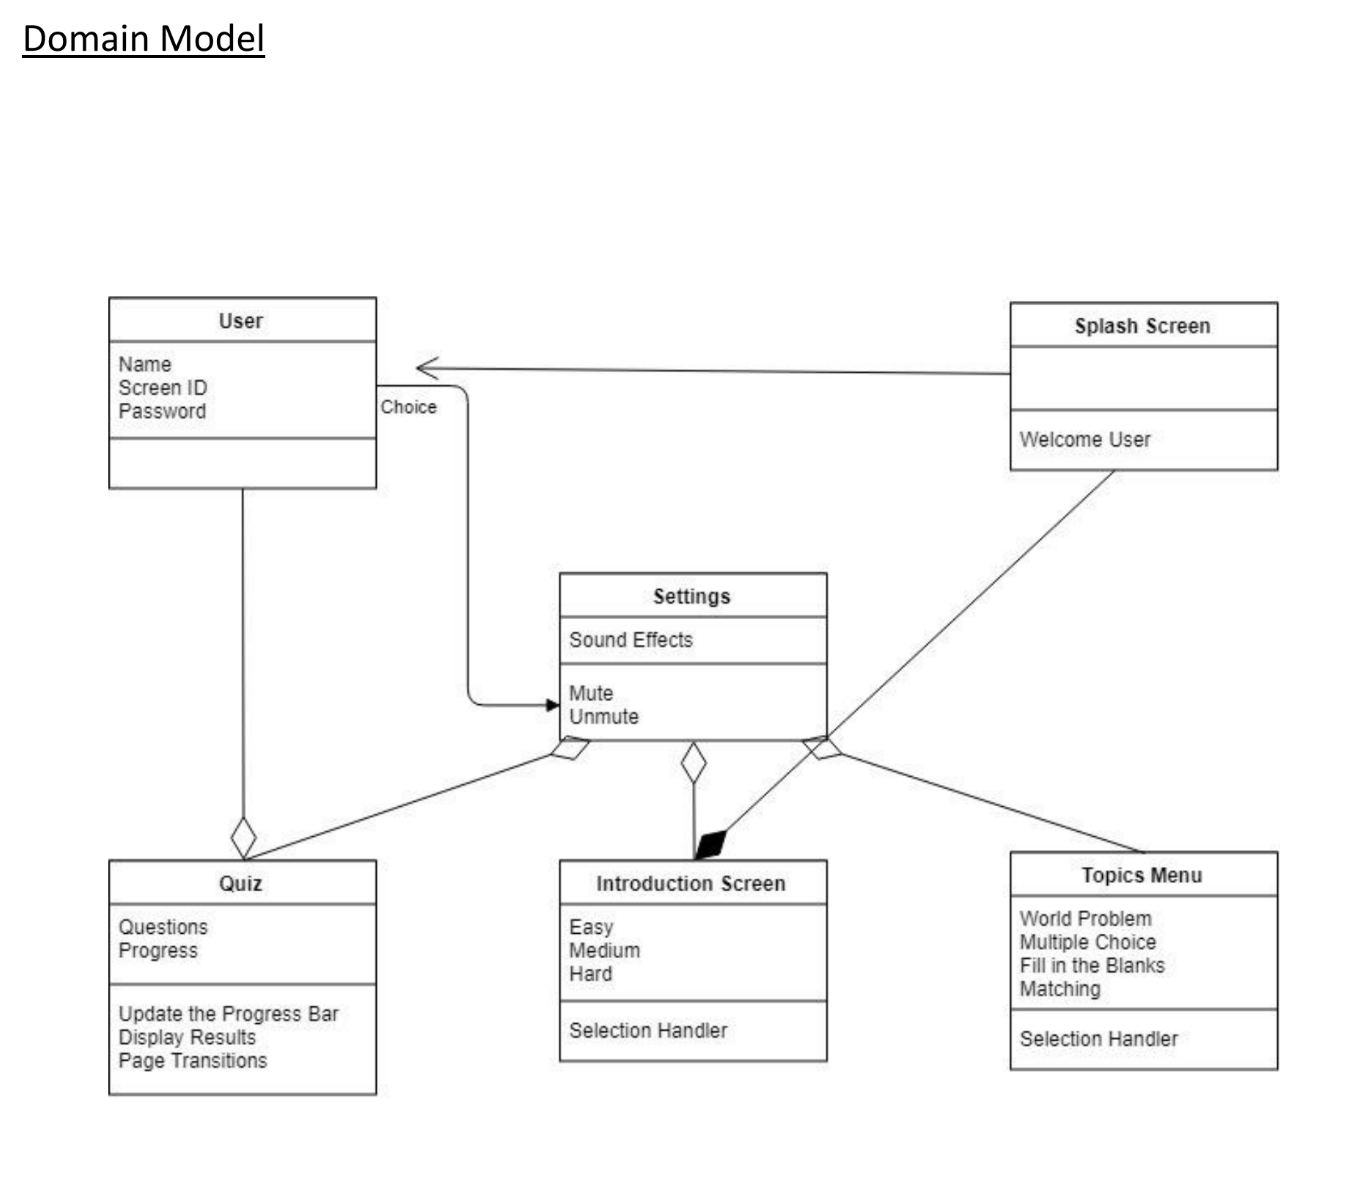 Domain Model
User
Name
Screen ID
Password
Choice
Splash Screen
Welcome User
Settings
Sound Effects
Mute
Unmute
Quiz
Questions
Progress
Update the Progress Bar
Display Results
Page Transitions
Introduction Screen
Easy
Medium
Hard
Selection Handler
Topics Menu
World Problem
Multiple Choice
Fill in the Blanks
Matching
Selection Handler